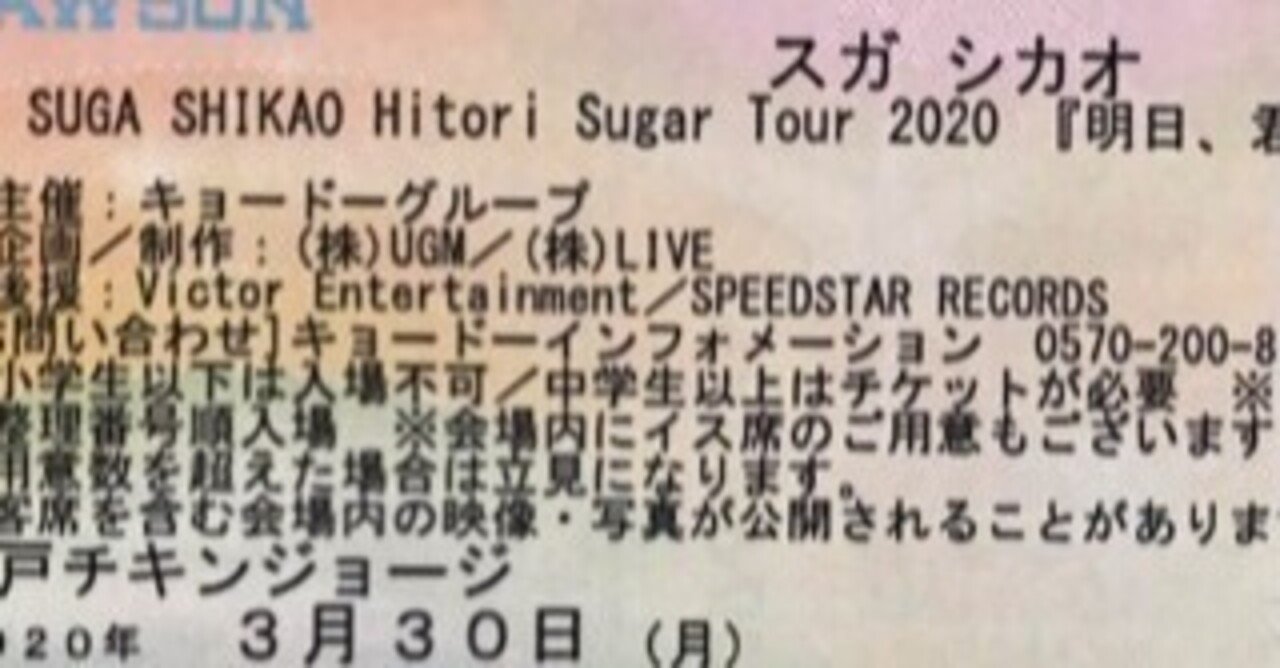 AWSON
スガ シカオ
SUGA SHIKAO Hitori Sugar Tour 2020 『明日、君
主催：キョードーグループ
企画／制作：(株)UGM／(株)LIVE
後援：Victor Entertainment／SPEEDSTAR RECORDS
問い合わせ]キョードーインフォメーション 0570-200-8
小学生以下は入場不可／中学生以上はチケットが必要 ※
整理番号順入場 ※会場内にイス席のご用意もございます
用意数を超えた場合は立見になります。
客席を含む会場内の映像・写真が公開されることがありま
戸チキンジョージ
020年 3月30日 (月)